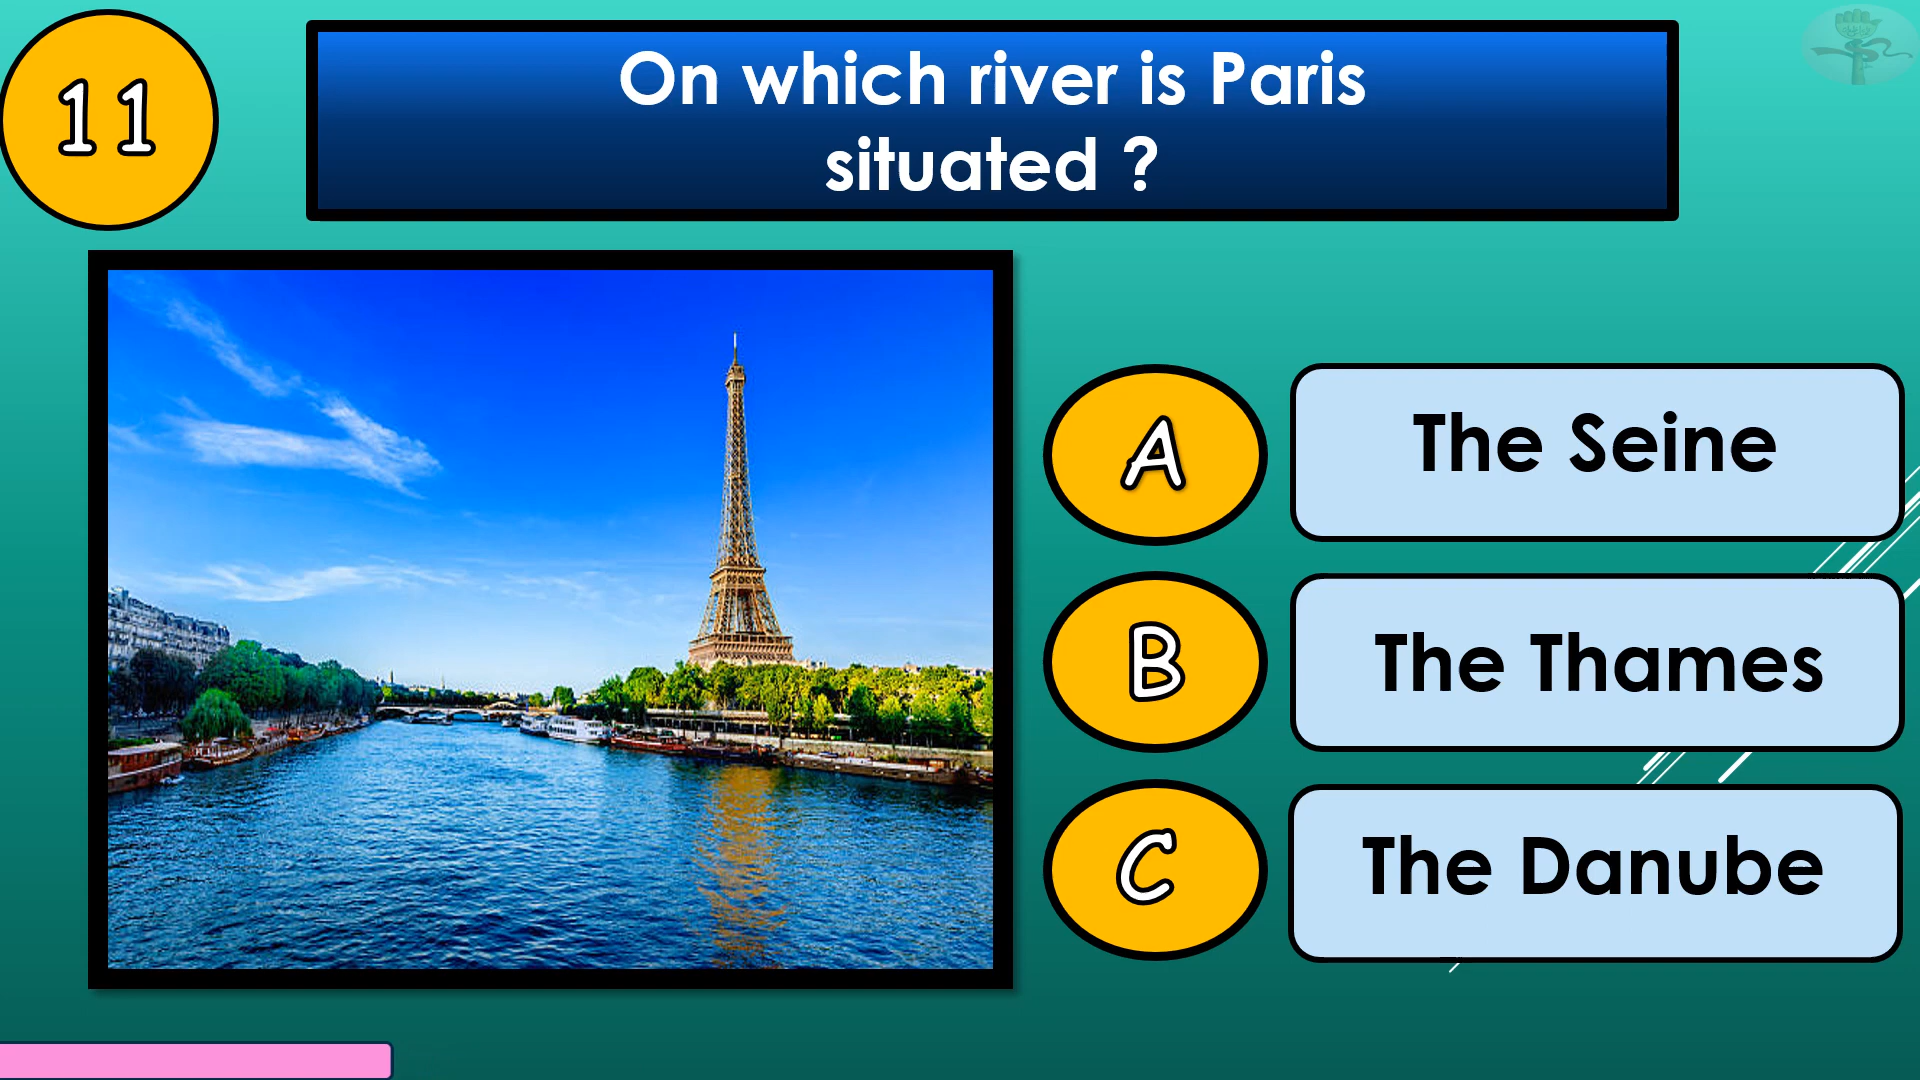 11
On which river is Paris
situated ?
A
The Seine
B
The Thames
C
The Danube